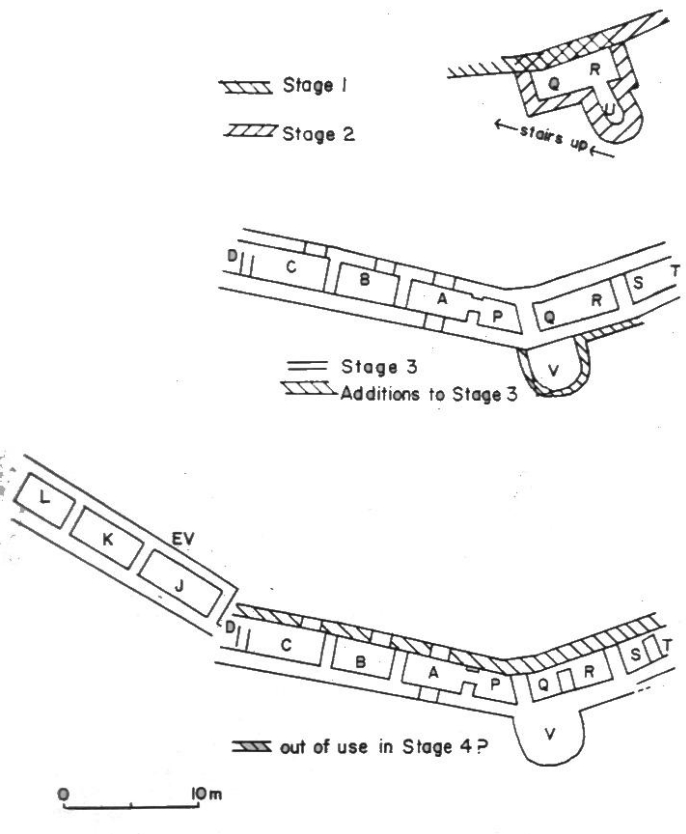 Stage 1
Stage 2
Q R
U
← stairs up ←
D C B A P Q R S T
V
Stage 3
Additions to Stage 3
L
K
EV
J
D C B A P Q R S T
V
out of use in Stage 4?
0 10m